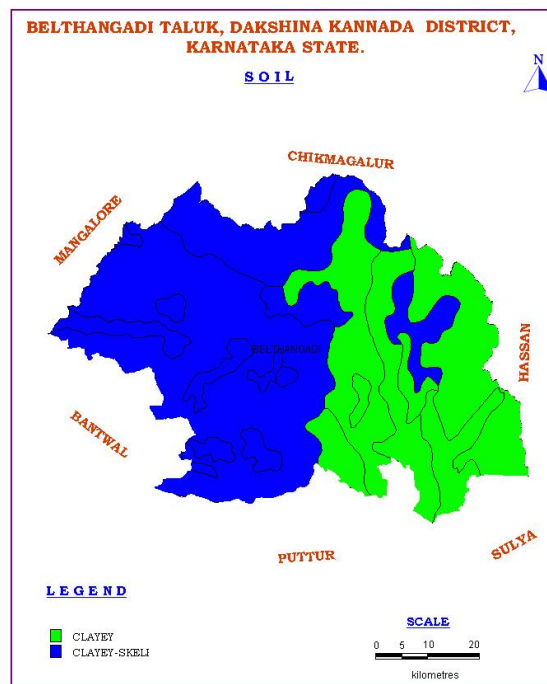 BELTHANGADI TALUK, DAKSHINA KANNADA DISTRICT,
KARNATAKA STATE.
SOIL
N
CHIKMAGALUR
MANGALORE
HASSAN
BELTHANGADI
BANTWAL
SULYA
PUTTUR
LEGEND
CLAYEY
CLAYEY-SKELI
SCALE
0 5 10 20
kilometres